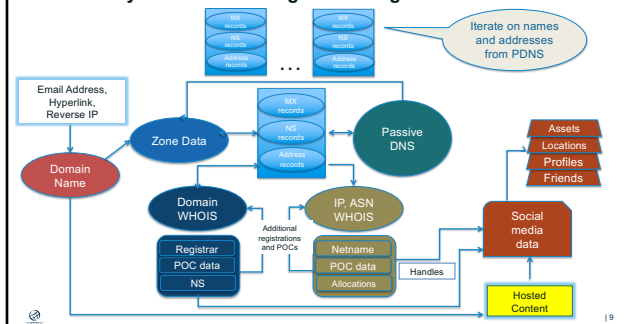 MX
records
NS
records
Address
records
...
MX
records
NS
records
Address
records
Iterate on names
and addresses
from PDNS
Email Address,
Hyperlink,
Reverse IP
Zone Data
MX
records
NS
records
Address
records
Passive
DNS
Domain
Name
Assets
Locations
Profiles
Friends
Domain
WHOIS
Additional
registrations
and POCs
IP, ASN
WHOIS
Registrar
POC data
NS
Netname
POC data
Allocations
Handles
Social
media
data
Hosted
Content
| 9